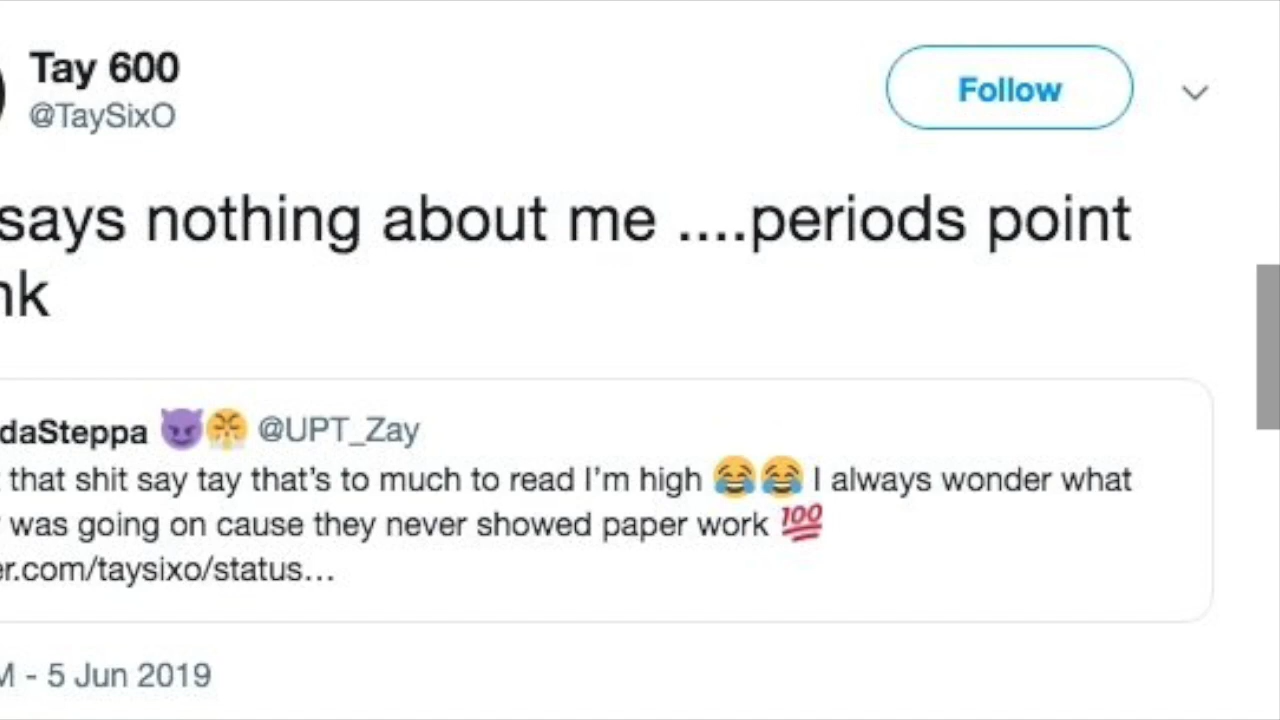 Tay 600
@TaySixO
Follow
says nothing about me ....periods point
nk
daSteppa 😈😤 @UPT_Zay
that shit say tay that's to much to read I'm high 😂😂 I always wonder what
was going on cause they never showed paper work 💯
er.com/taysixo/status...
M - 5 Jun 2019